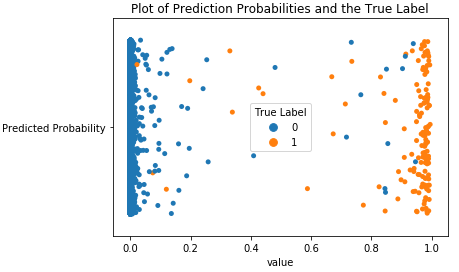 Plot of Prediction Probabilities and the True Label
Predicted Probability
True Label
0
1
0.0 0.2 0.4 0.6 0.8 1.0
value